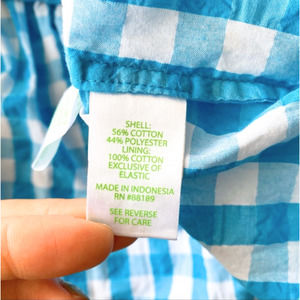 SHELL:
56% COTTON
44% POLYESTER
LINING:
100% COTTON
EXCLUSIVE OF
ELASTIC
MADE IN INDONESIA
RN #88189
SEE REVERSE
FOR CARE